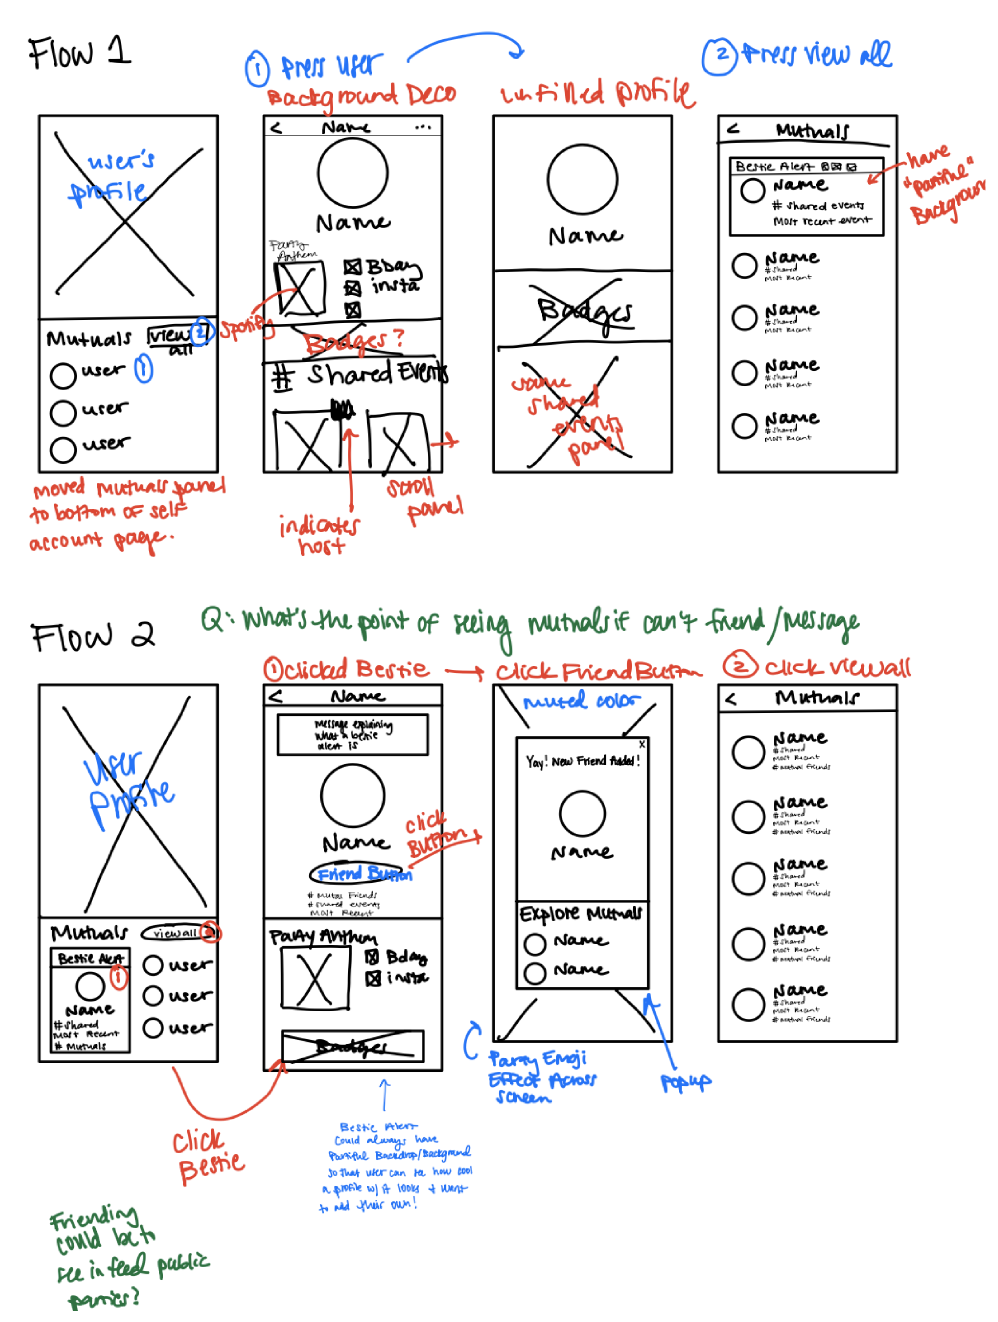 Flow 1
① Press user
② Press view all
Background Deco
unfilled profile
user's
profile
Mutuals
view
all
②
user
①
user
user
moved mutuals panel
to bottom of self
account page.
< Name ...
Name
Party
Anthem
Bday
insta
Spotify
Badges?
# Shared Events
indicates
host
scroll
panel
Name
Badges
same
shared
events
panel
< Mutuals
Bestie Alert
Name
# shared events
Most recent event
have
"partiful"
Background
Name
# shared
Most Recent
Name
# shared
Most Recent
Name
# shared
Most Recent
Name
# shared
Most Recent
Flow 2
Q: What's the point of seeing mutuals if can't friend/message
① clicked Bestie
click Friend Button
② click view all
User
Profile
Mutuals
view all
Bestie Alert
①
Name
# Shared
Most Recent
# Mutuals
user
user
user
click
Bestie
< Name
Message explaining
what a bestie
alert is
Name
Friend Button
# Mutual Friends
# shared events
Most Recent
click
Button
Party Anthem
Bday
insta
Badges
Bestie Alert
Could always have
Partiful Backdrop/Background
so that user can see how cool
a profile w/ it looks + want
to add their own!
muted color
x
Yay! New Friend Added!
Name
Explore Mutuals
Name
Name
Party Emoji
Effect Across
screen
popup
< Mutuals
Name
# Shared
Most Recent
# mutual friends
Name
# Shared
Most Recent
# mutual friends
Name
# Shared
Most Recent
# mutual friends
Name
# Shared
Most Recent
# mutual friends
Name
# Shared
Most Recent
# mutual friends
Friending
could be to
see in feed public
parties?